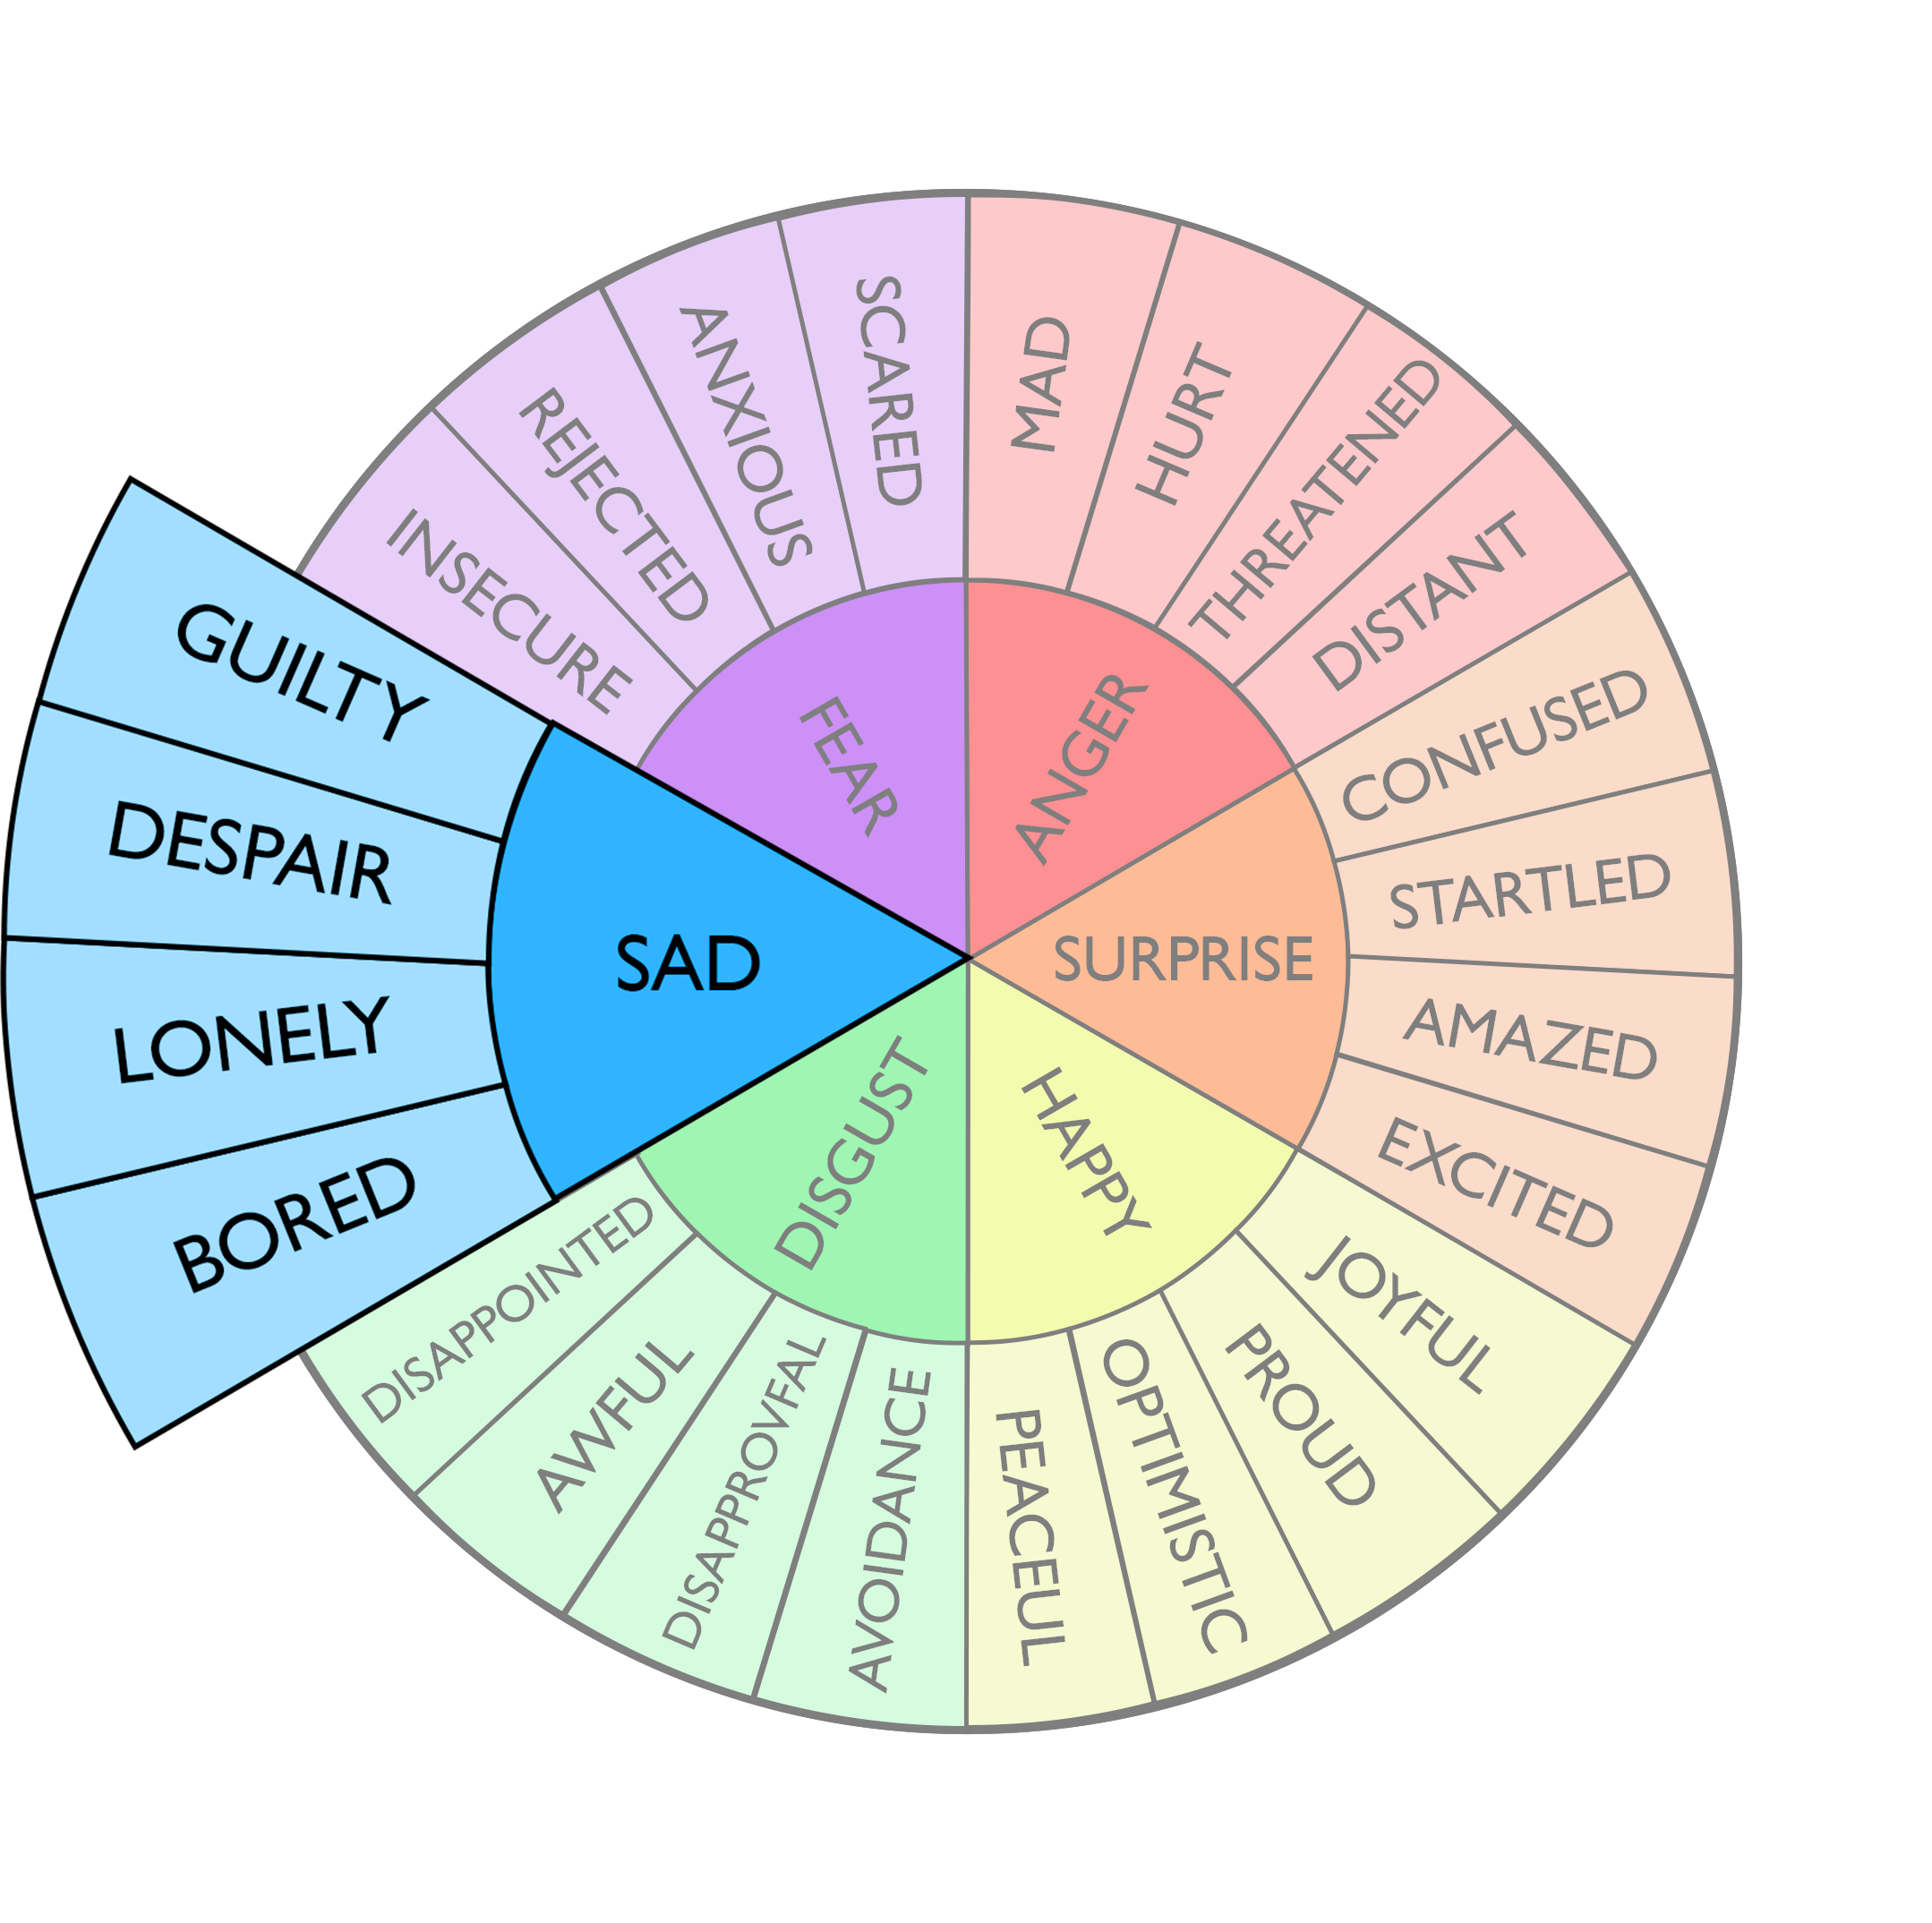 SAD
GUILTY
DESPAIR
LONELY
BORED
FEAR
INSECURE
REJECTED
ANXIOUS
SCARED
ANGER
MAD
HURT
THREATENED
DISTANT
SURPRISE
CONFUSED
STARTLED
AMAZED
EXCITED
HAPPY
JOYFUL
PROUD
OPTIMISTIC
PEACEUL
DISGUST
AVOIDANCE
DISAPPROVAL
AWFUL
DISAPPOINTED